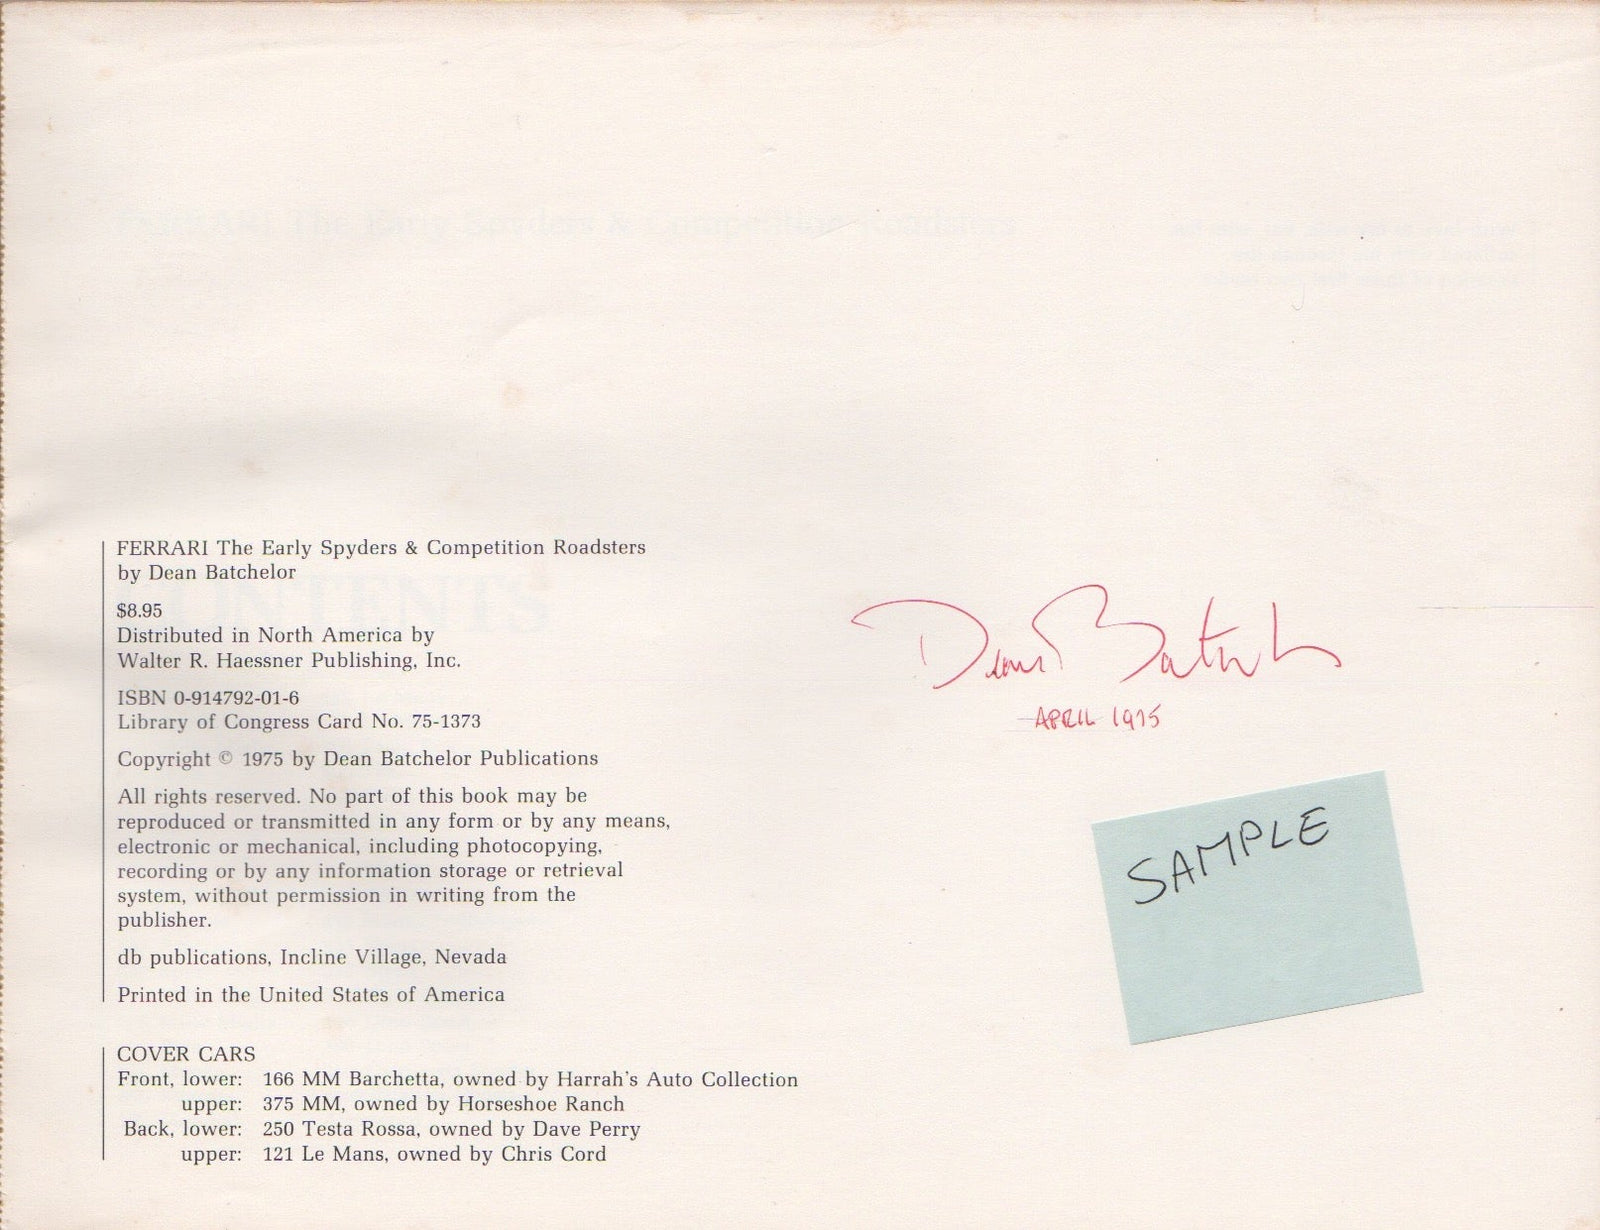 FERRARI The Early Spyders & Competition Roadsters
by Dean Batchelor
$8.95
Distributed in North America by
Walter R. Haessner Publishing, Inc.
ISBN 0-914792-01-6
Library of Congress Card No. 75-1373
Copyright © 1975 by Dean Batchelor Publications
All rights reserved. No part of this book may be
reproduced or transmitted in any form or by any means,
electronic or mechanical, including photocopying,
recording or by any information storage or retrieval
system, without permission in writing from the
publisher.
db publications, Incline Village, Nevada
Printed in the United States of America
COVER CARS
Front, lower: 166 MM Barchetta, owned by Harrah's Auto Collection
upper: 375 MM, owned by Horseshoe Ranch
Back, lower: 250 Testa Rossa, owned by Dave Perry
upper: 121 Le Mans, owned by Chris Cord
Dean Batchelor
APRIL 1975
SAMPLE